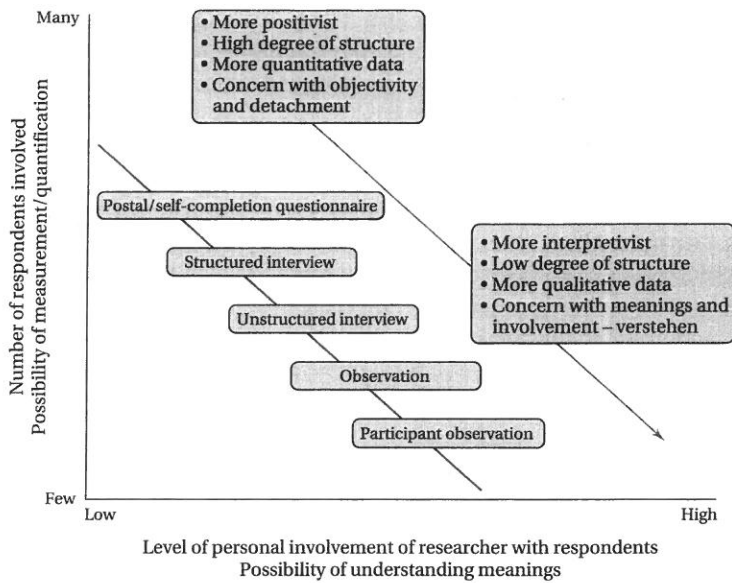 Many
• More positivist
• High degree of structure
• More quantitative data
• Concern with objectivity
and detachment
Number of respondents involved
Possibility of measurement/quantification
Postal/self-completion questionnaire
Structured interview
Unstructured interview
Observation
Participant observation
• More interpretivist
• Low degree of structure
• More qualitative data
• Concern with meanings and
involvement – verstehen
Few
Low
High
Level of personal involvement of researcher with respondents
Possibility of understanding meanings